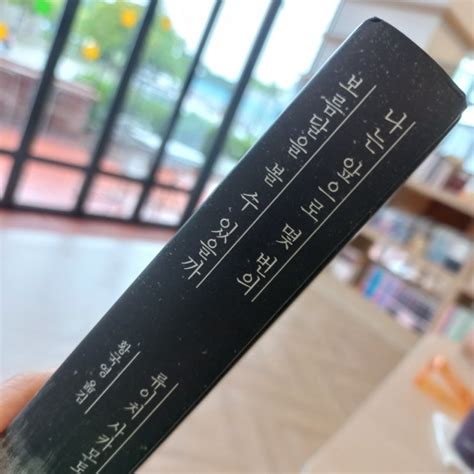 나는 앞으로 몇 번의
보름달을 볼 수 있을까
류이치 사카모토
황국영 옮김